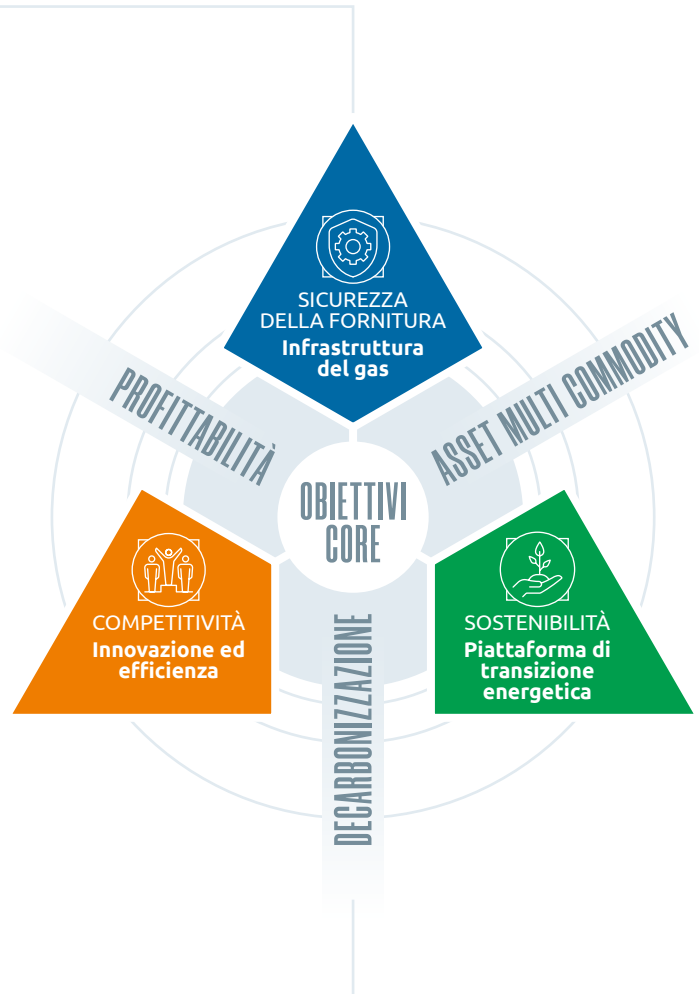 SICUREZZA
DELLA FORNITURA
Infrastruttura
del gas
PROFITTABILITÀ
ASSET MULTI COMMODITY
OBIETTIVI
CORE
COMPETITIVITÀ
Innovazione ed
efficienza
SOSTENIBILITÀ
Piattaforma di
transizione
energetica
DECARBONIZZAZIONE